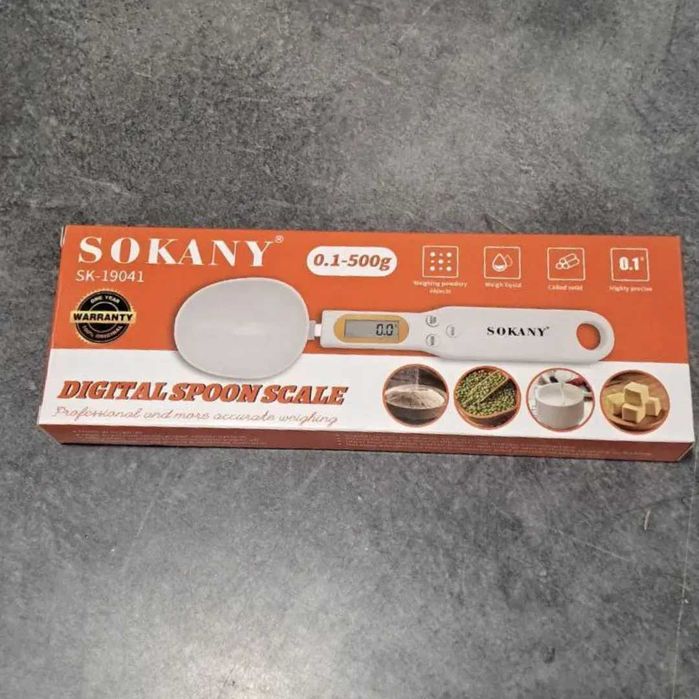 SOKANY®
SK-19041
0.1-500g
Weighing powdery
objects
Weigh liquid
solid
0.1
Highly precise
ONE YEAR
WARRANTY
100% ORIGINAL
0.0
SOKANY
DIGITAL SPOON SCALE
Professional and more accurate weighing